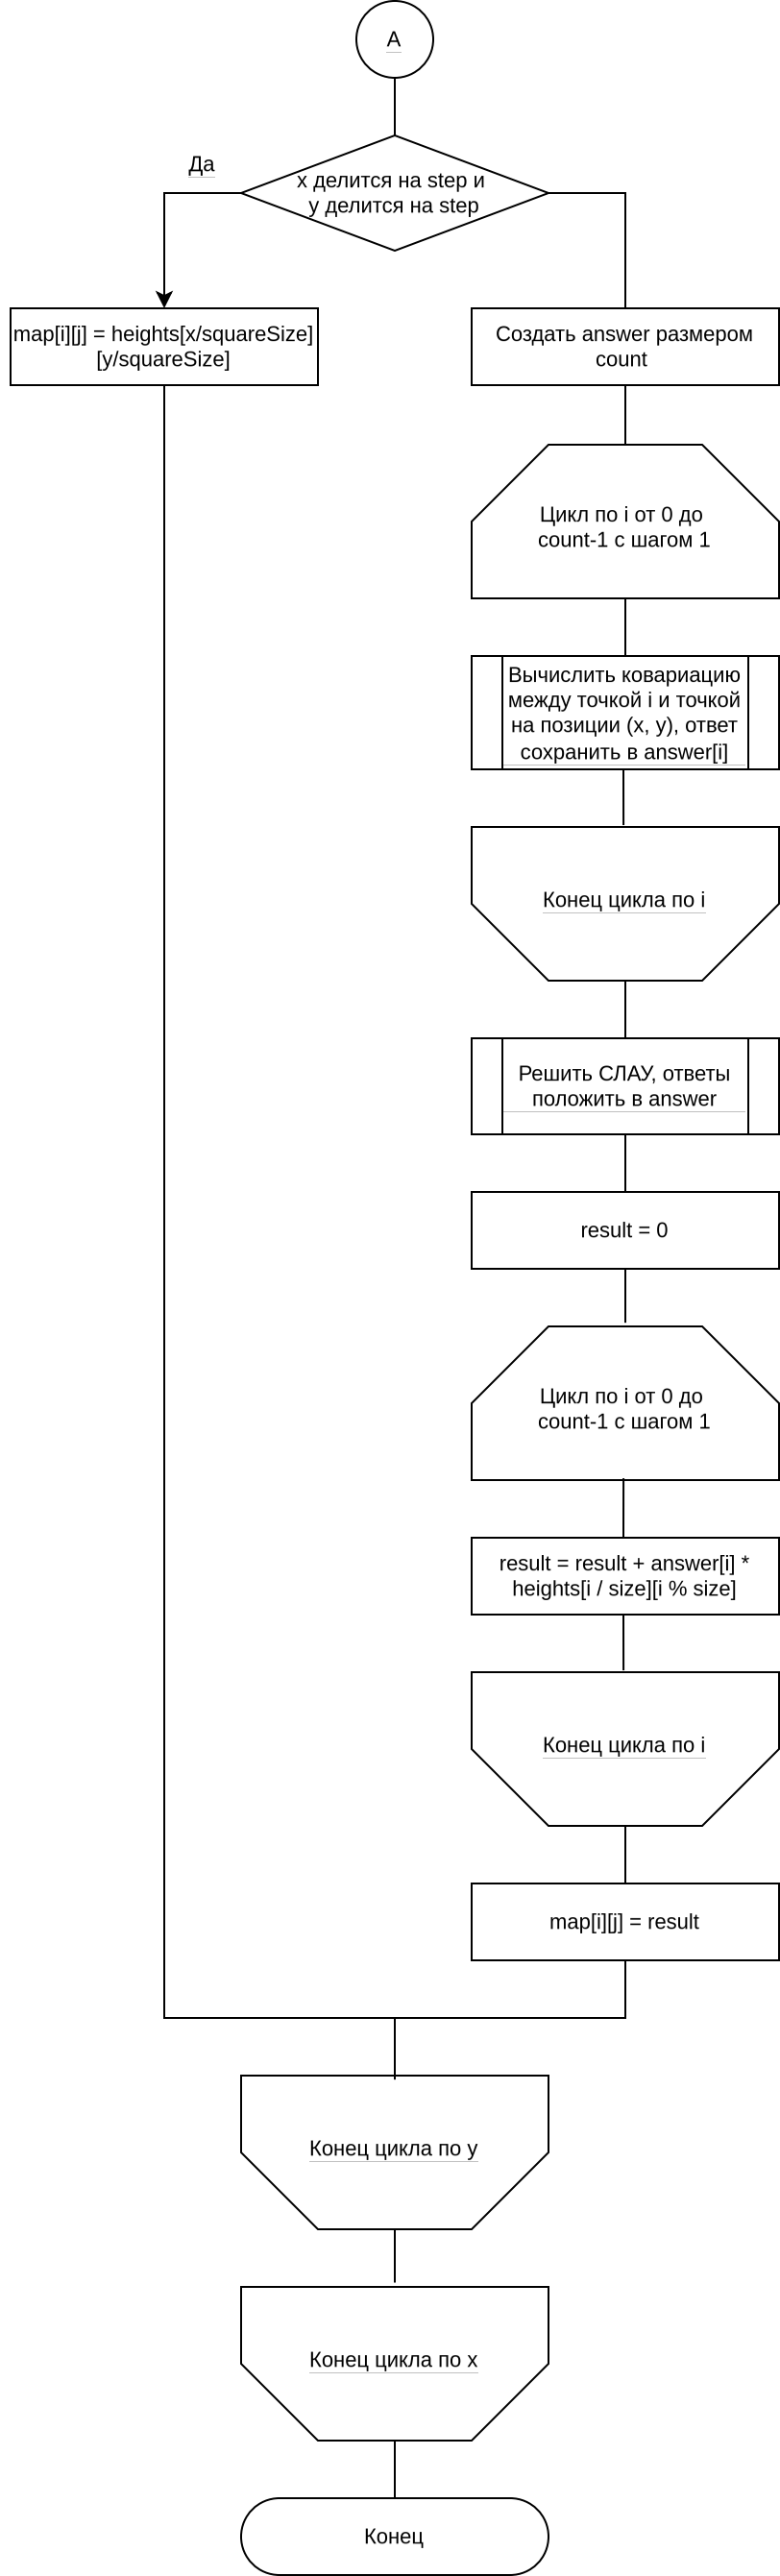 A
Да
x делится на step и
y делится на step
map[i][j] = heights[x/squareSize]
[y/squareSize]
Создать answer размером
count
Цикл по i от 0 до
count-1 с шагом 1
Вычислить ковариацию
между точкой i и точкой
на позиции (x, y), ответ
сохранить в answer[i]
Конец цикла по i
Решить СЛАУ, ответы
положить в answer
result = 0
Цикл по i от 0 до
count-1 с шагом 1
result = result + answer[i] *
heights[i / size][i % size]
Конец цикла по i
map[i][j] = result
Конец цикла по y
Конец цикла по x
Конец